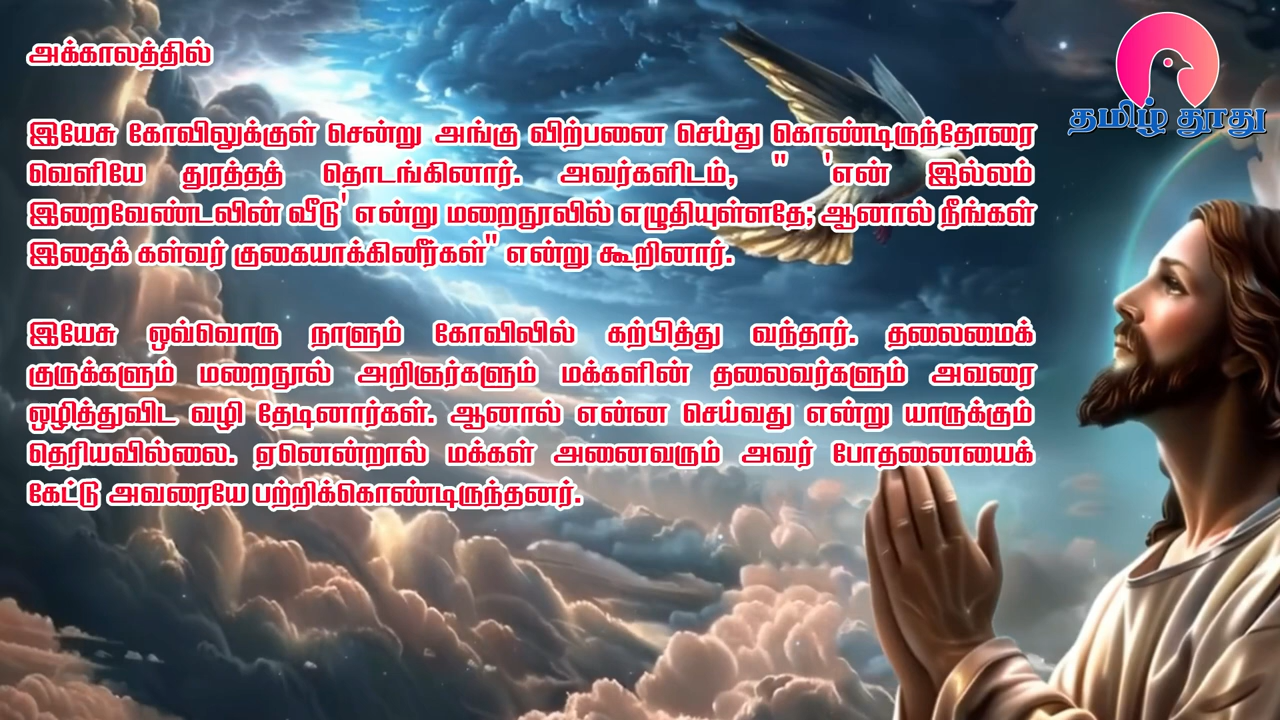 தமிழ் தூது
அக்காலத்தில்
இயேசு கோவிலுக்குள் சென்று அங்கு விற்பனை செய்து கொண்டிருந்தோரை
வெளியே துரத்தத் தொடங்கினார். அவர்களிடம், " 'என் இல்லம்
இறைவேண்டலின் வீடு' என்று மறைநூலில் எழுதியுள்ளதே; ஆனால் நீங்கள்
இதைக் கள்வர் குகையாக்கினீர்கள்" என்று கூறினார்.
இயேசு ஒவ்வொரு நாளும் கோவிலில் கற்பித்து வந்தார். தலைமைக்
குருக்களும் மறைநூல் அறிஞர்களும் மக்களின் தலைவர்களும் அவரை
ஒழித்துவிட வழி தேடினார்கள். ஆனால் என்ன செய்வது என்று யாருக்கும்
தெரியவில்லை. ஏனென்றால் மக்கள் அனைவரும் அவர் போதனையைக்
கேட்டு அவரையே பற்றிக்கொண்டிருந்தனர்.